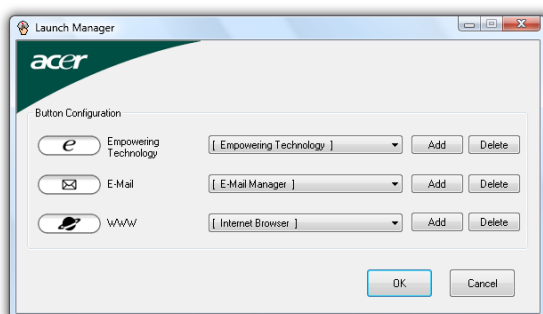 Launch Manager
acer
Button Configuration
e Empowering Technology [ Empowering Technology ] Add Delete
E-Mail [ E-Mail Manager ] Add Delete
WWW [ Internet Browser ] Add Delete
OK Cancel